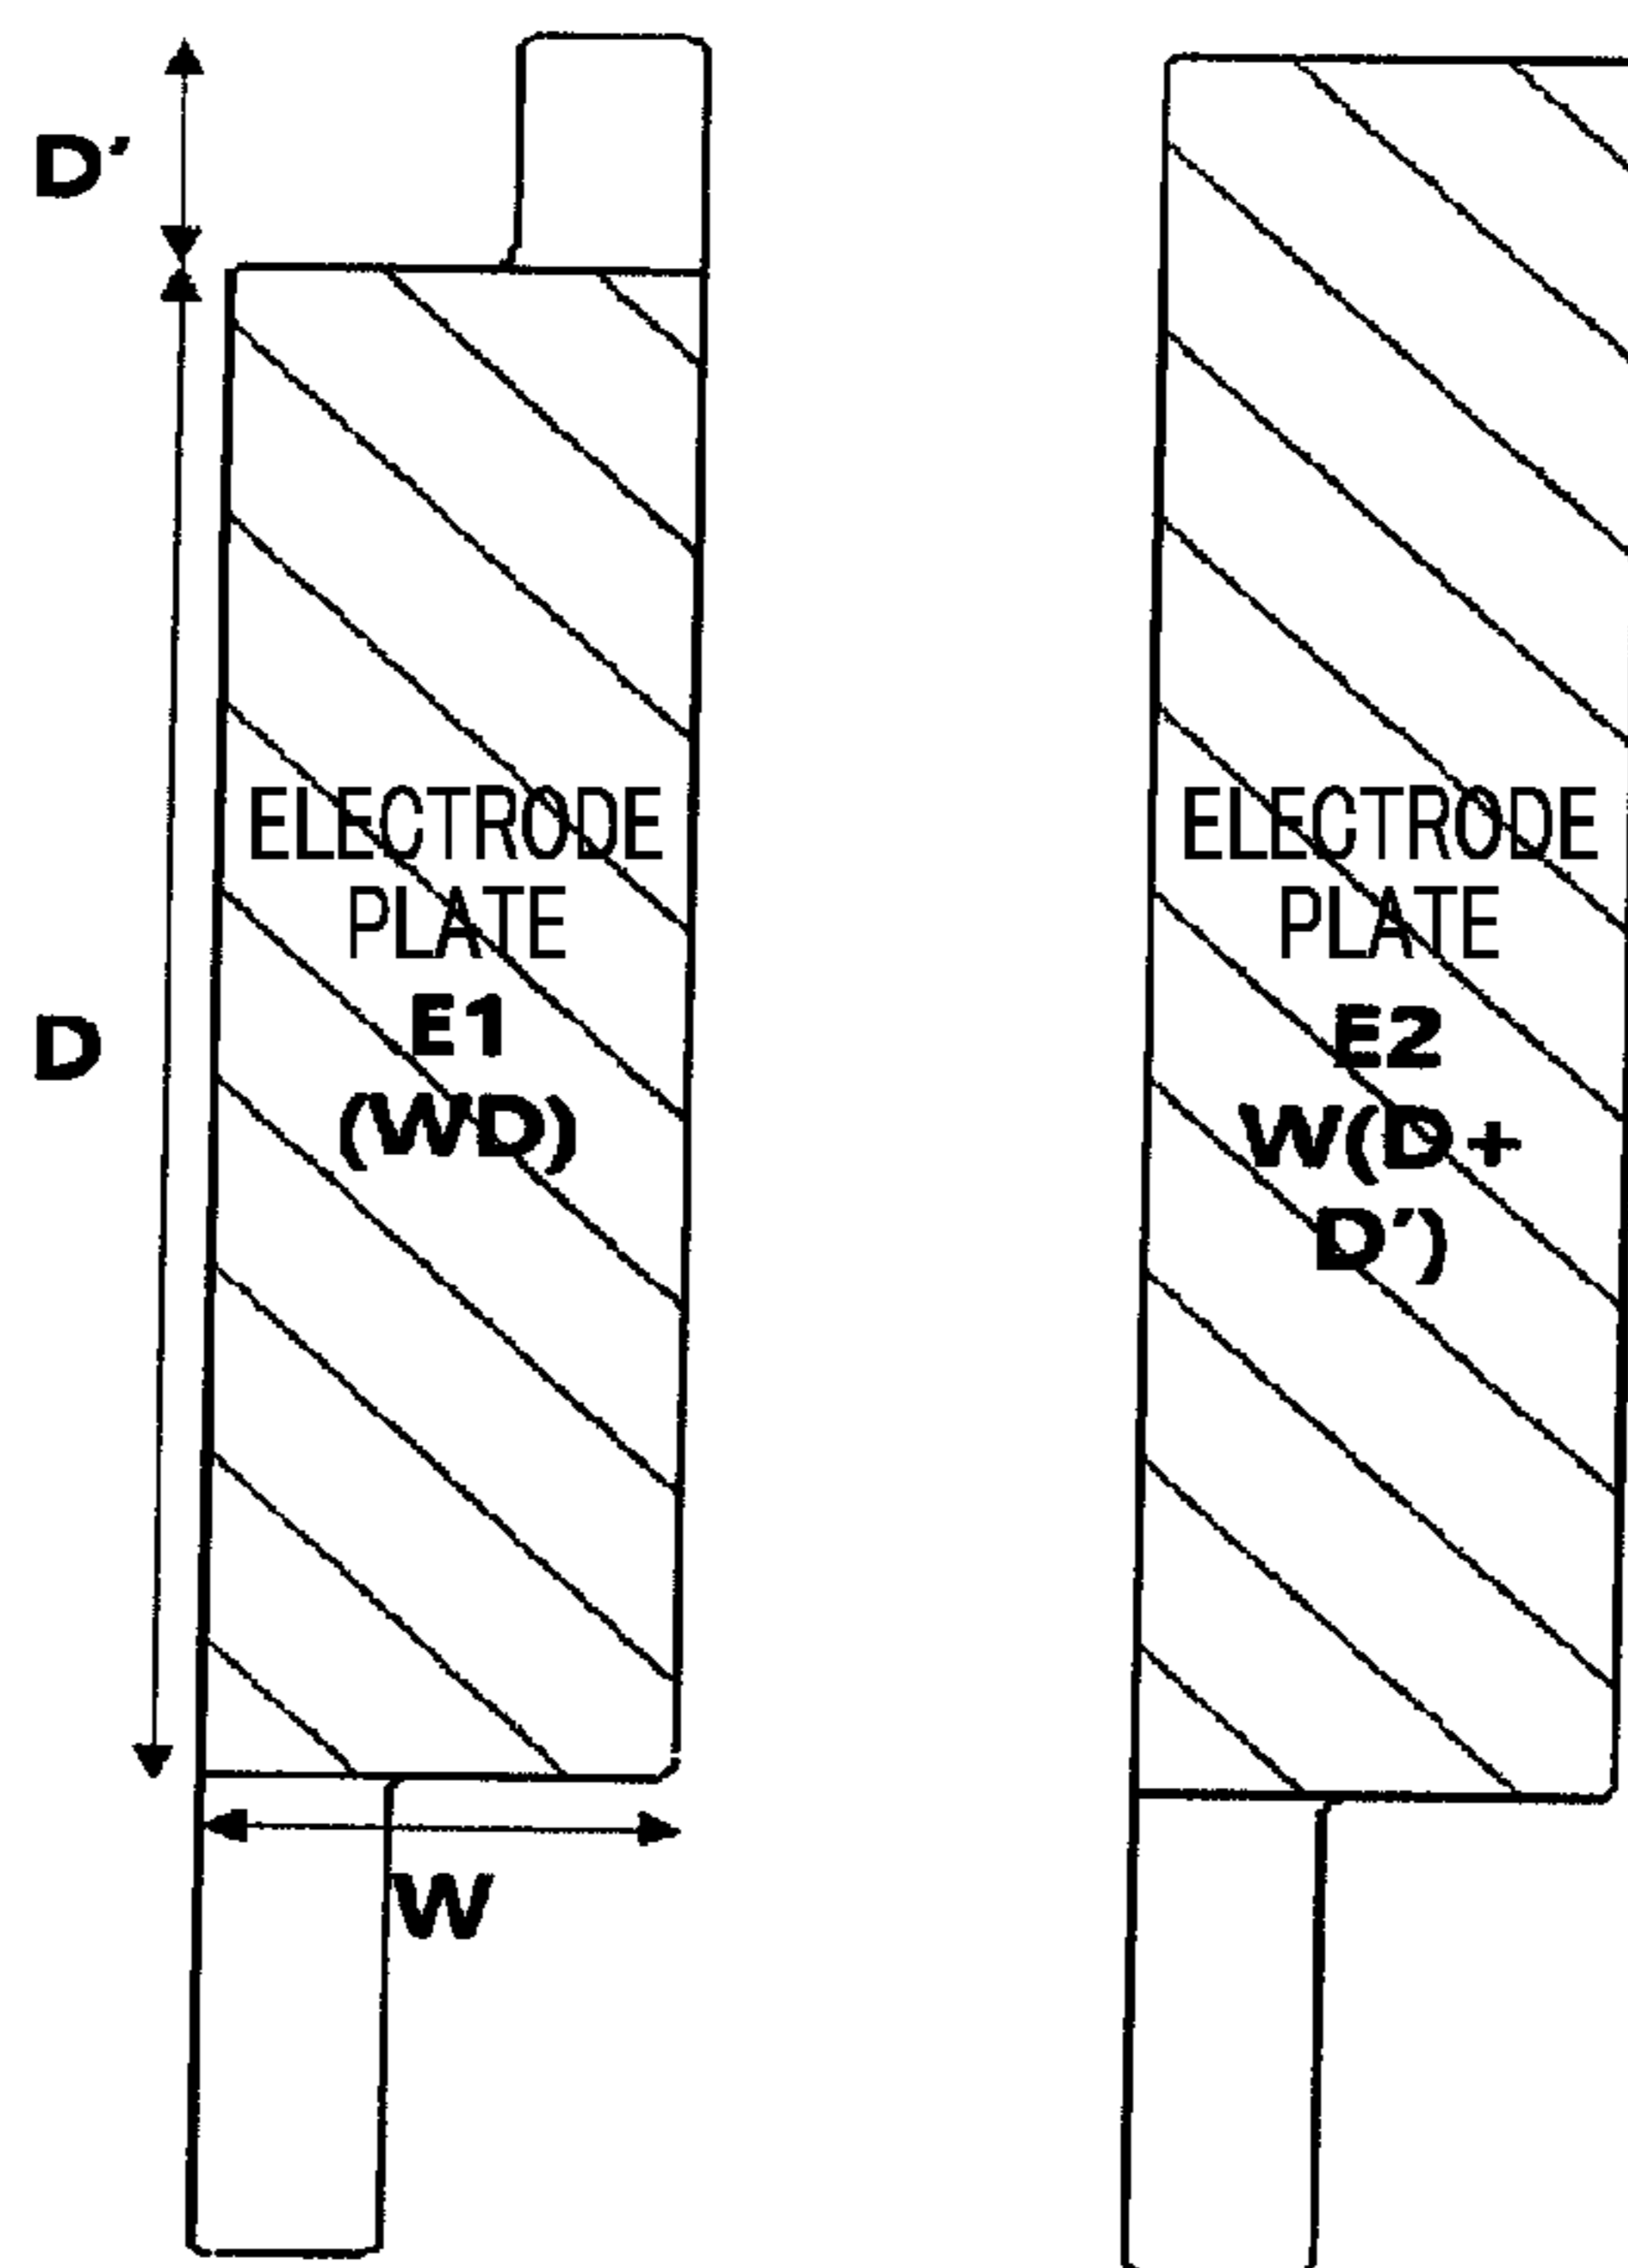 D′
ELECTRODE
PLATE
E1
(WD)
D
W
ELECTRODE
PLATE
E2
W(D+
D′)